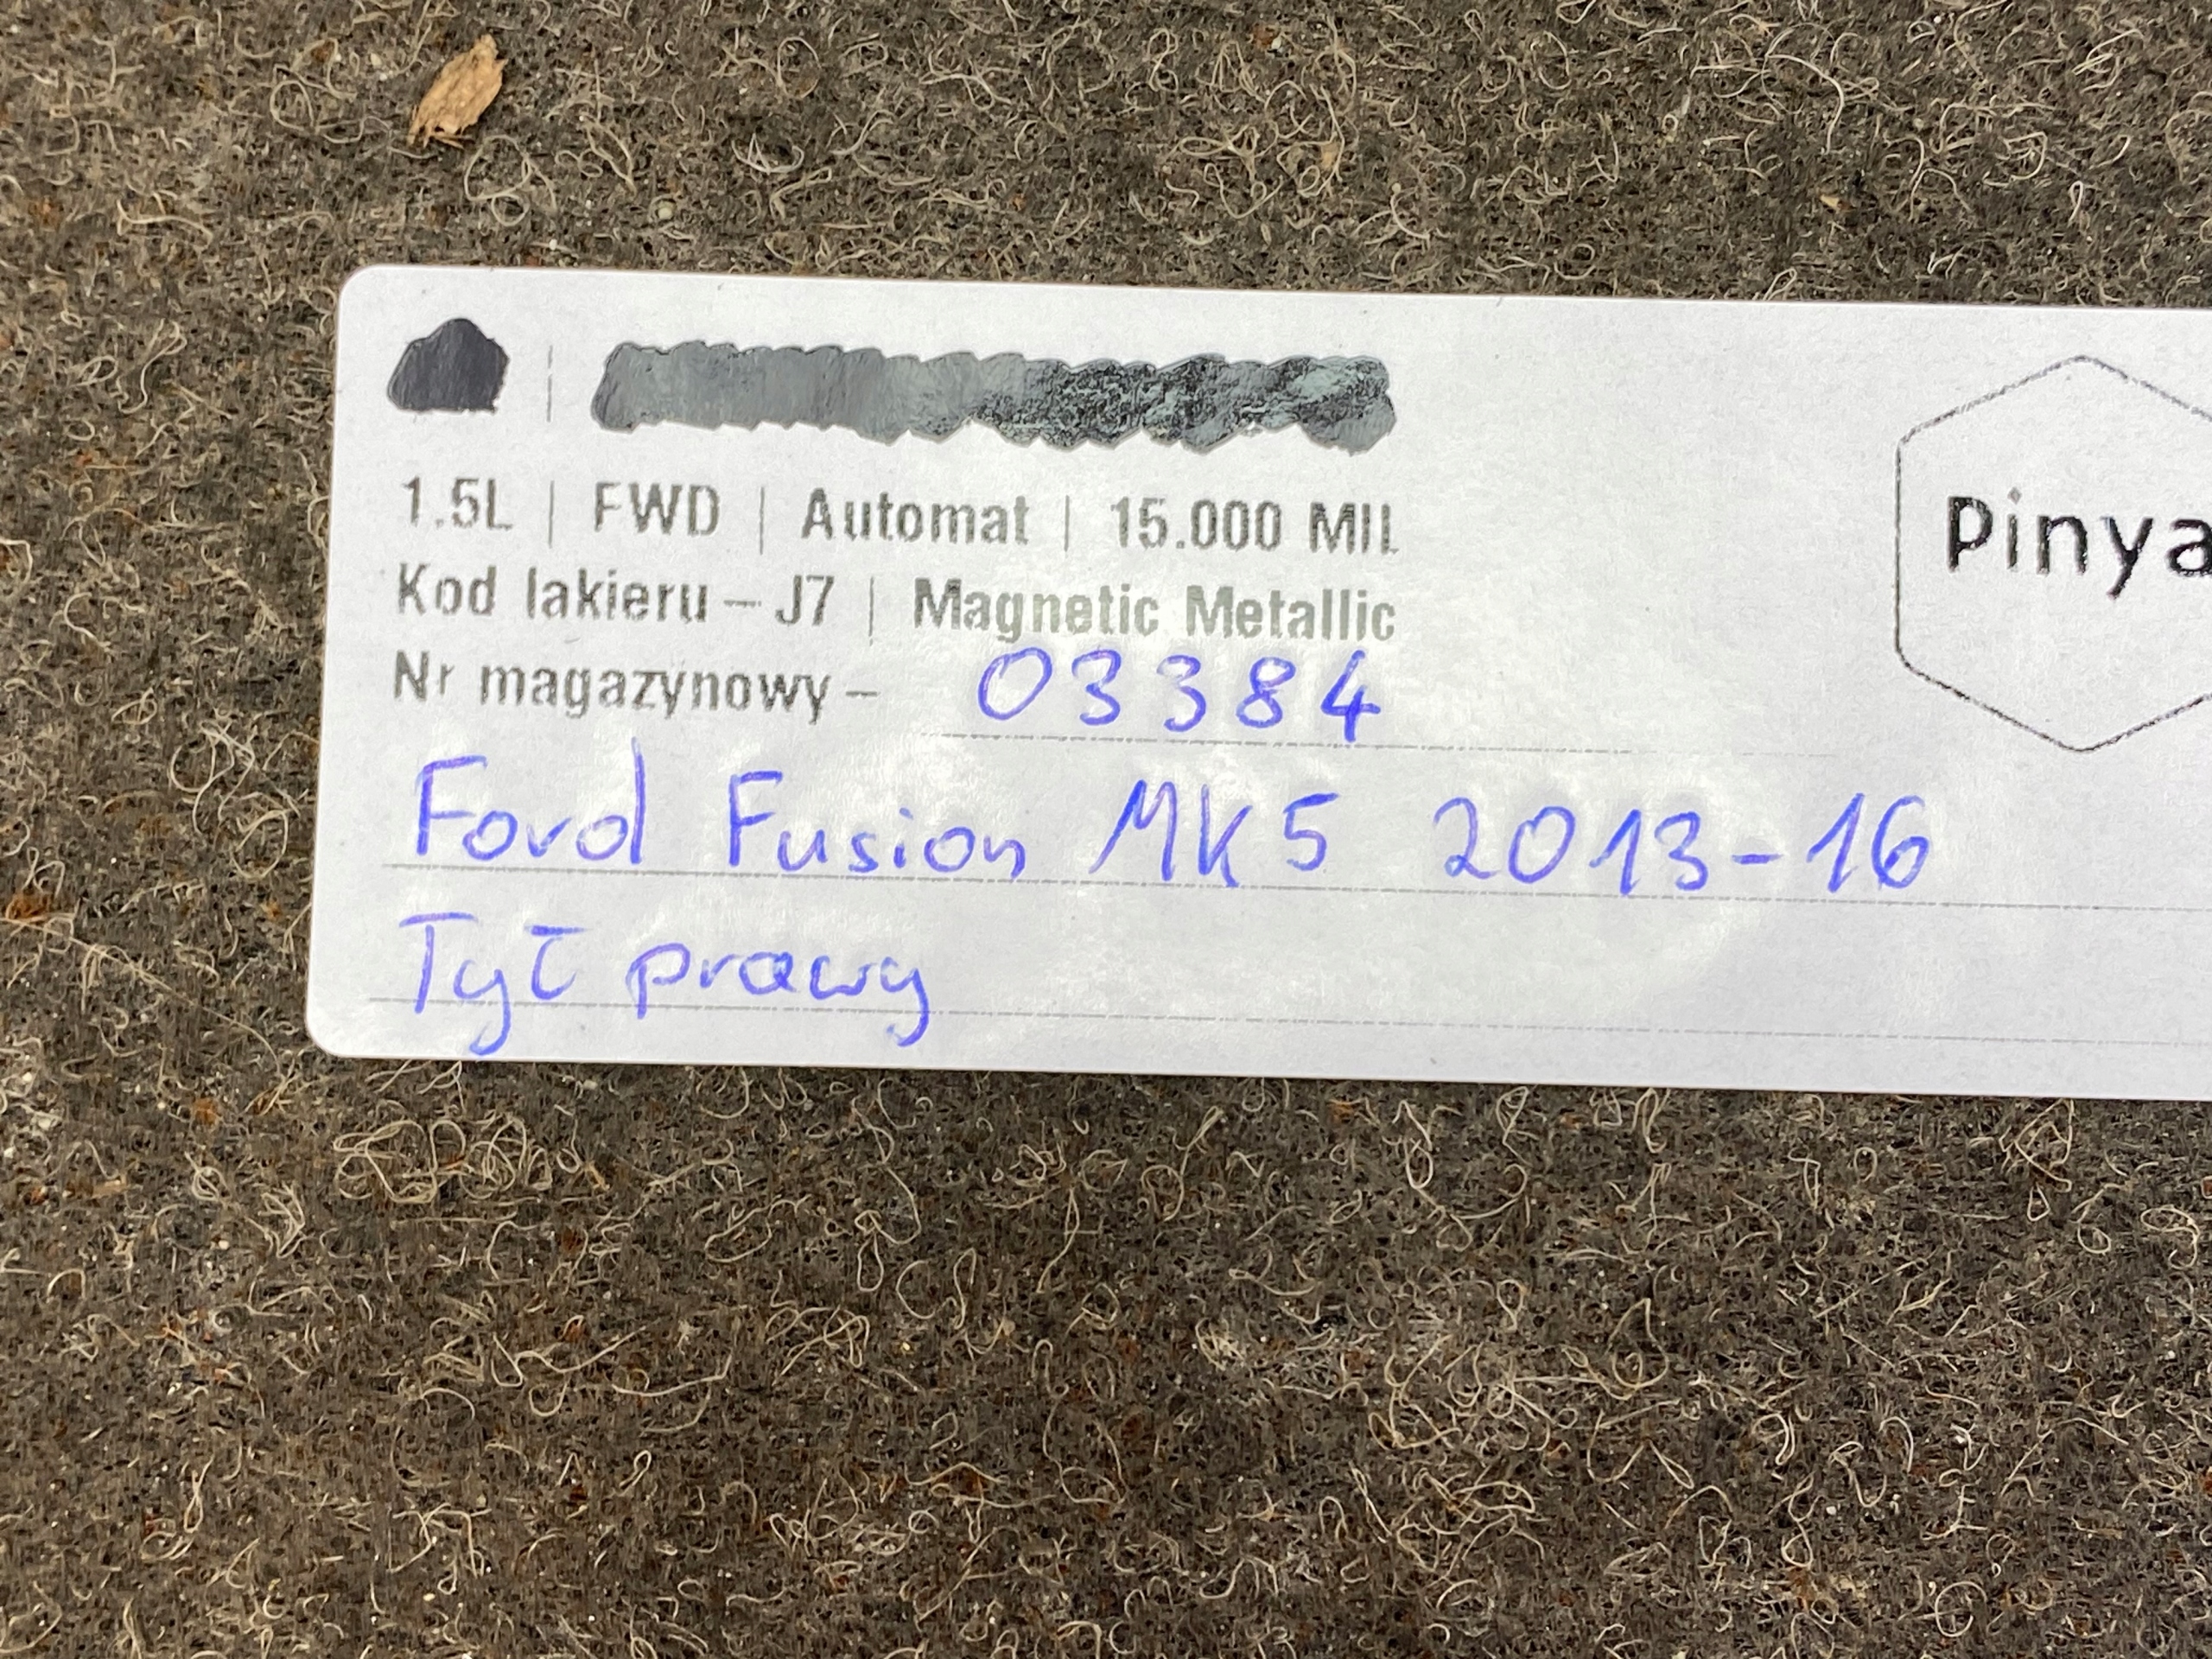 1.5L | FWD | Automat | 15.000 MIL
Kod lakieru – J7 | Magnetic Metallic
Nr magazynowy – 03384
Ford Fusion MK5 2013-16
Tył prawy
Pinya